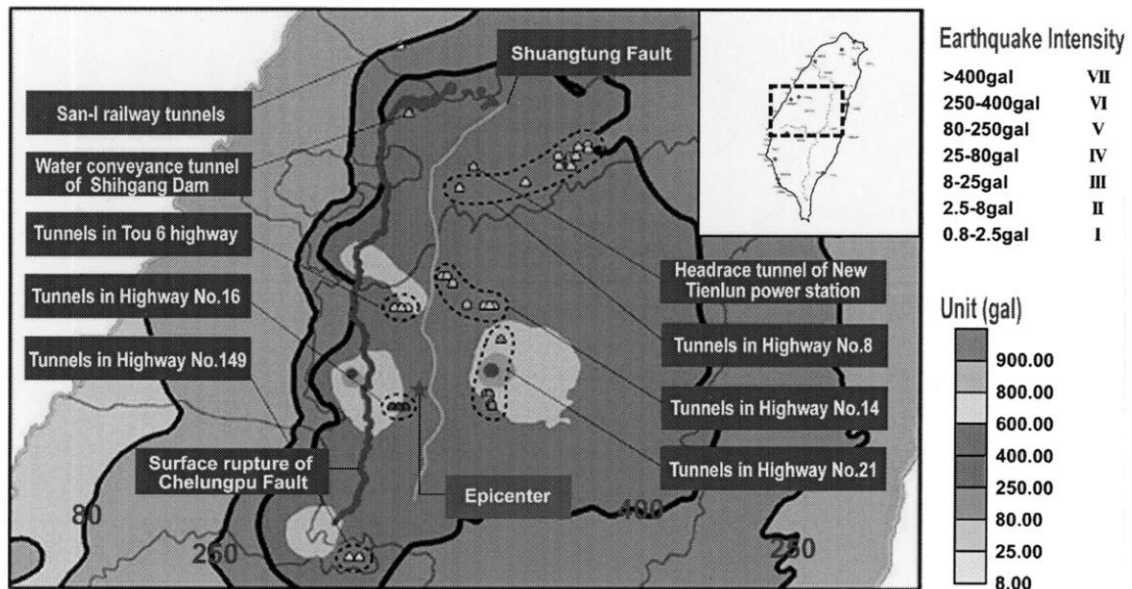 Shuangtung Fault
San-I railway tunnels
Water conveyance tunnel
of Shihgang Dam
Tunnels in Tou 6 highway
Tunnels in Highway No.16
Tunnels in Highway No.149
Surface rupture of
Chelungpu Fault
Epicenter
Headrace tunnel of New
Tienlun power station
Tunnels in Highway No.8
Tunnels in Highway No.14
Tunnels in Highway No.21
80
250
400
250
Earthquake Intensity
>400gal VII
250-400gal VI
80-250gal V
25-80gal IV
8-25gal III
2.5-8gal II
0.8-2.5gal I
Unit (gal)
900.00
800.00
600.00
400.00
250.00
80.00
25.00
8.00